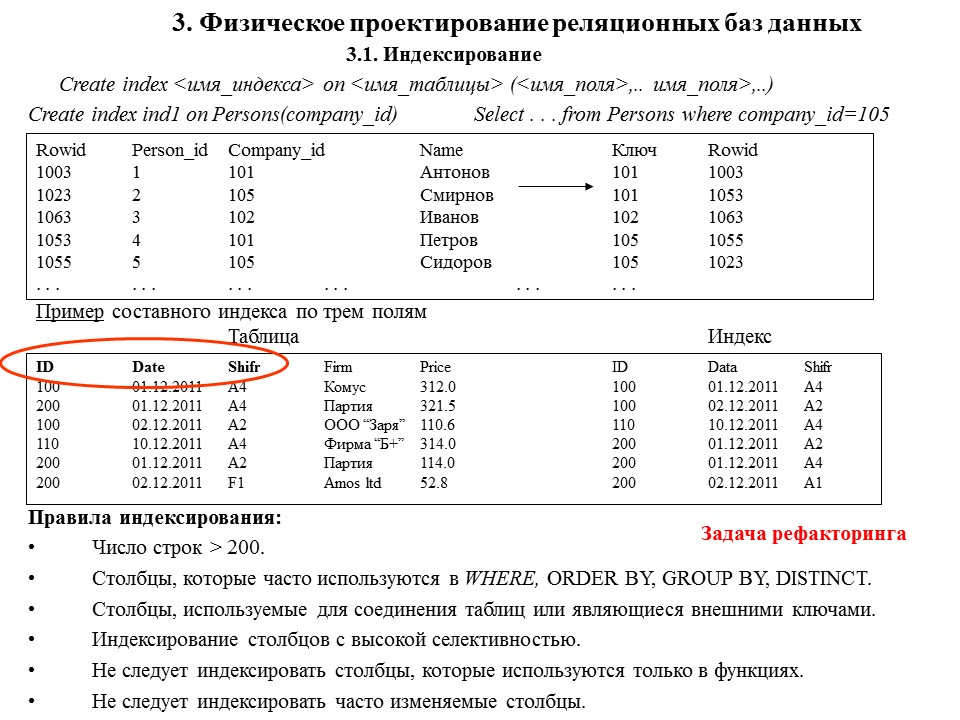 3. Физическое проектирование реляционных баз данных
3.1. Индексирование
Create index <имя_индекса> on <имя_таблицы> (<имя_поля>,.. имя_поля>,..)
Create index ind1 on Persons(company_id) Select . . . from Persons where company_id=105
Rowid Person_id Company_id Name Ключ Rowid
1003 1 101 Антонов 101 1003
1023 2 105 Смирнов 101 1053
1063 3 102 Иванов 102 1063
1053 4 101 Петров 105 1055
1055 5 105 Сидоров 105 1023
. . . . . . . . . . . . . . . . . .
Пример составного индекса по трем полям
Таблица Индекс
ID Date Shifr Firm Price ID Data Shifr
100 01.12.2011 A4 Комус 312.0 100 01.12.2011 A4
200 01.12.2011 A4 Партия 321.5 100 02.12.2011 A2
100 02.12.2011 A2 ООО “Заря” 110.6 110 10.12.2011 A4
110 10.12.2011 A4 Фирма “Б+” 314.0 200 01.12.2011 A2
200 01.12.2011 A2 Партия 114.0 200 01.12.2011 A4
200 02.12.2011 F1 Amos ltd 52.8 200 02.12.2011 A1
Правила индексирования:
Задача рефакторинга
• Число строк > 200.
• Столбцы, которые часто используются в WHERE, ORDER BY, GROUP BY, DISTINCT.
• Столбцы, используемые для соединения таблиц или являющиеся внешними ключами.
• Индексирование столбцов с высокой селективностью.
• Не следует индексировать столбцы, которые используются только в функциях.
• Не следует индексировать часто изменяемые столбцы.